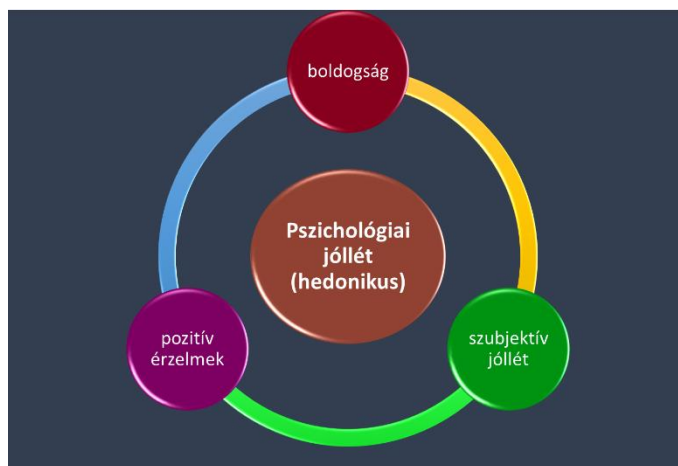 boldogság
Pszichológiai
jóllét
(hedonikus)
pozitív
érzelmek
szubjektív
jóllét